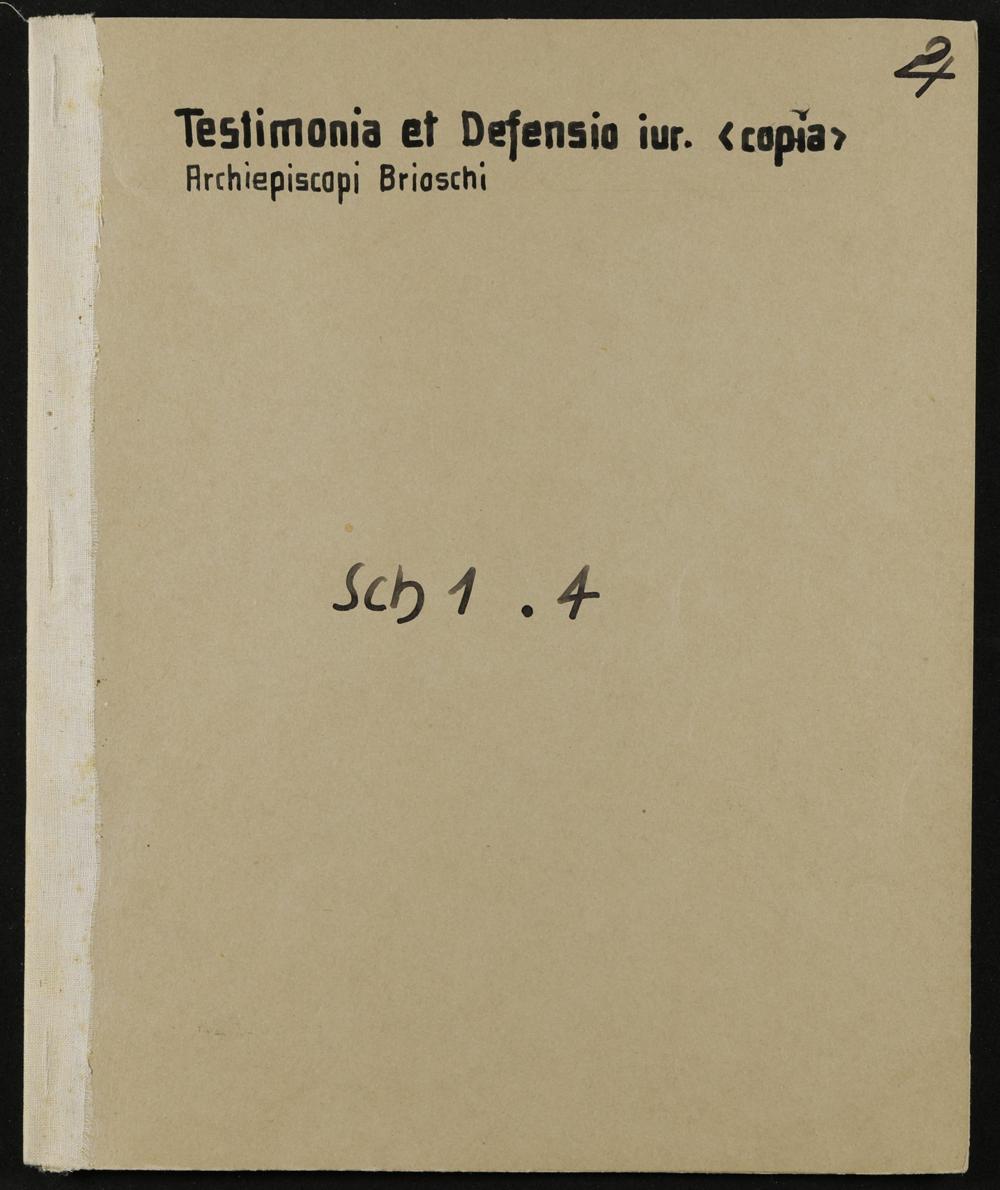 Testimonia et Defensio iur. <copia>
Archiepiscopi Brioschi
Sch 1 . 4